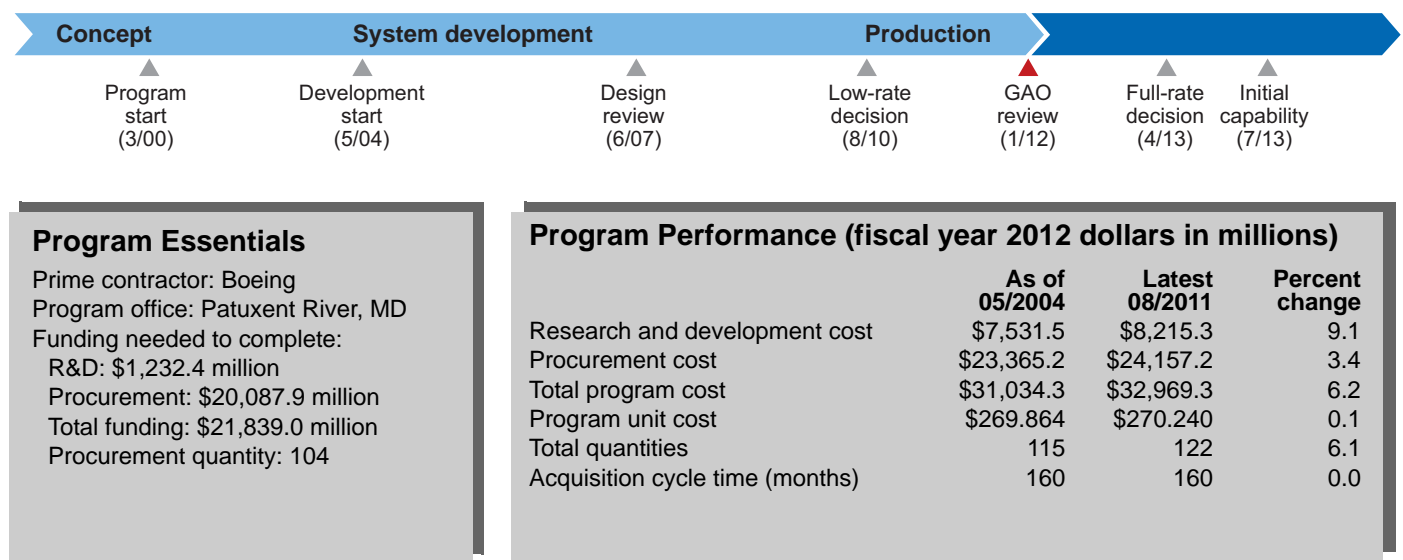 Concept System development Production
Program start (3/00)
Development start (5/04)
Design review (6/07)
Low-rate decision (8/10)
GAO review (1/12)
Full-rate decision (4/13)
Initial capability (7/13)
Program Essentials
Prime contractor: Boeing
Program office: Patuxent River, MD
Funding needed to complete:
R&D: $1,232.4 million
Procurement: $20,087.9 million
Total funding: $21,839.0 million
Procurement quantity: 104
Program Performance (fiscal year 2012 dollars in millions)
As of 05/2004 Latest 08/2011 Percent change
Research and development cost $7,531.5 $8,215.3 9.1
Procurement cost $23,365.2 $24,157.2 3.4
Total program cost $31,034.3 $32,969.3 6.2
Program unit cost $269.864 $270.240 0.1
Total quantities 115 122 6.1
Acquisition cycle time (months) 160 160 0.0